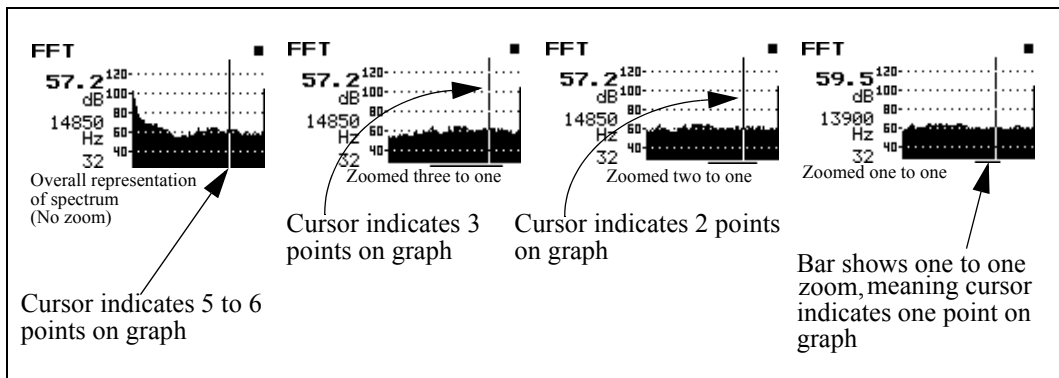 FFT
57.2
dB
14850
Hz
32
120
100
80
60
40
Overall representation
of spectrum
(No zoom)
Cursor indicates 5 to 6
points on graph
FFT
57.2
dB
14850
Hz
32
120
100
80
60
40
Zoomed three to one
Cursor indicates 3
points on graph
FFT
57.2
dB
14850
Hz
32
120
100
80
60
40
Zoomed two to one
Cursor indicates 2 points
on graph
FFT
59.5
dB
13900
Hz
32
120
100
80
60
40
Zoomed one to one
Bar shows one to one
zoom, meaning cursor
indicates one point on
graph